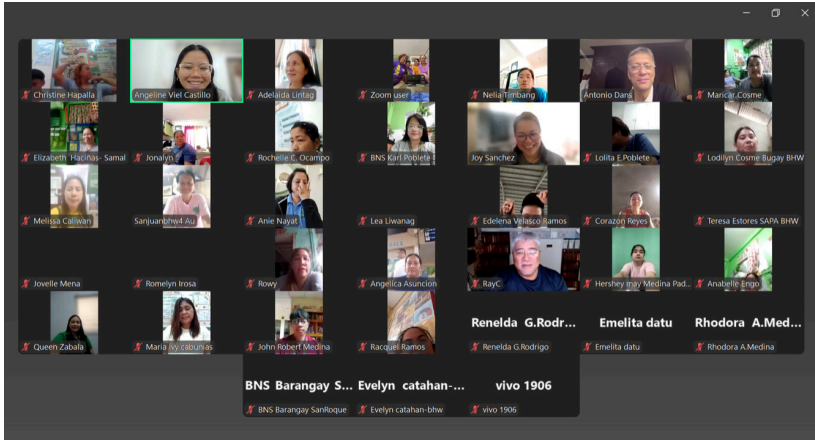 Christine Hapalla
Angeline Viel Castillo
Adelaida Lintag
Zoom user
Nelia Timbang
Antonio Dans
Maricar.Cosme
Elizabeth Haciñas- Samal
Jonalyn
Rochelle C. Ocampo
BNS Karl Poblete
Joy Sanchez
Lolita E.Poblete
Lodilyn Cosme Bugay BHW
Melissa Caliwan
Sanjuanbhw4 Au
Anie Nayat
Lea Liwanag
Edelena Velasco Ramos
Corazon Reyes
Teresa Estores SAPA BHW
Jovelle Mena
Romelyn Irosa
Rowy
Angelica Asuncion
RayC
Hershey may Medina Pad...
Anabelle Engo
Queen Zabala
Maria Ivy cabunias
John Robert Medina
Racquel Ramos
Renelda G.Rodr...
Renelda G.Rodrigo
Emelita datu
Emelita datu
Rhodora A.Med...
Rhodora A.Medina
BNS Barangay S...
BNS Barangay SanRoque
Evelyn catahan-...
Evelyn catahan-bhw
vivo 1906
vivo 1906